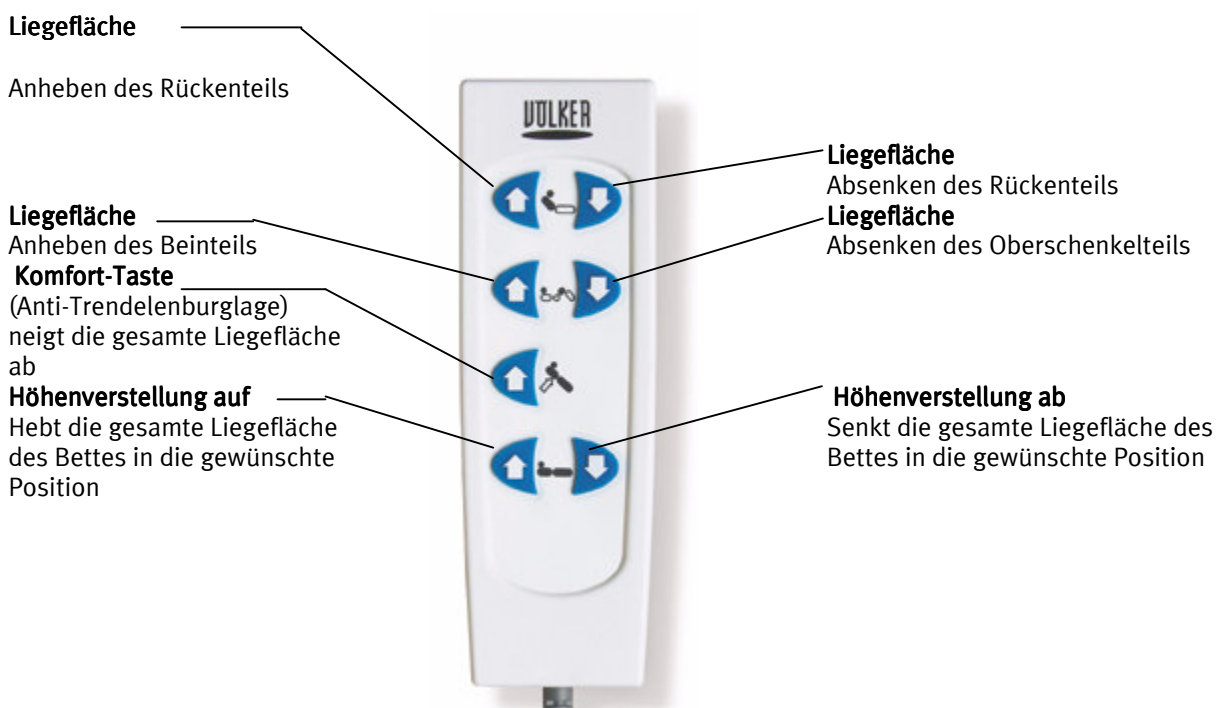 Liegefläche
Anheben des Rückenteils
VÖLKER
Liegefläche
Absenken des Rückenteils
Liegefläche
Anheben des Beinteils
Liegefläche
Absenken des Oberschenkelteils
Komfort-Taste
(Anti-Trendelenburglage)
neigt die gesamte Liegefläche
ab
Höhenverstellung auf
Hebt die gesamte Liegefläche
des Bettes in die gewünschte
Position
Höhenverstellung ab
Senkt die gesamte Liegefläche des
Bettes in die gewünschte Position